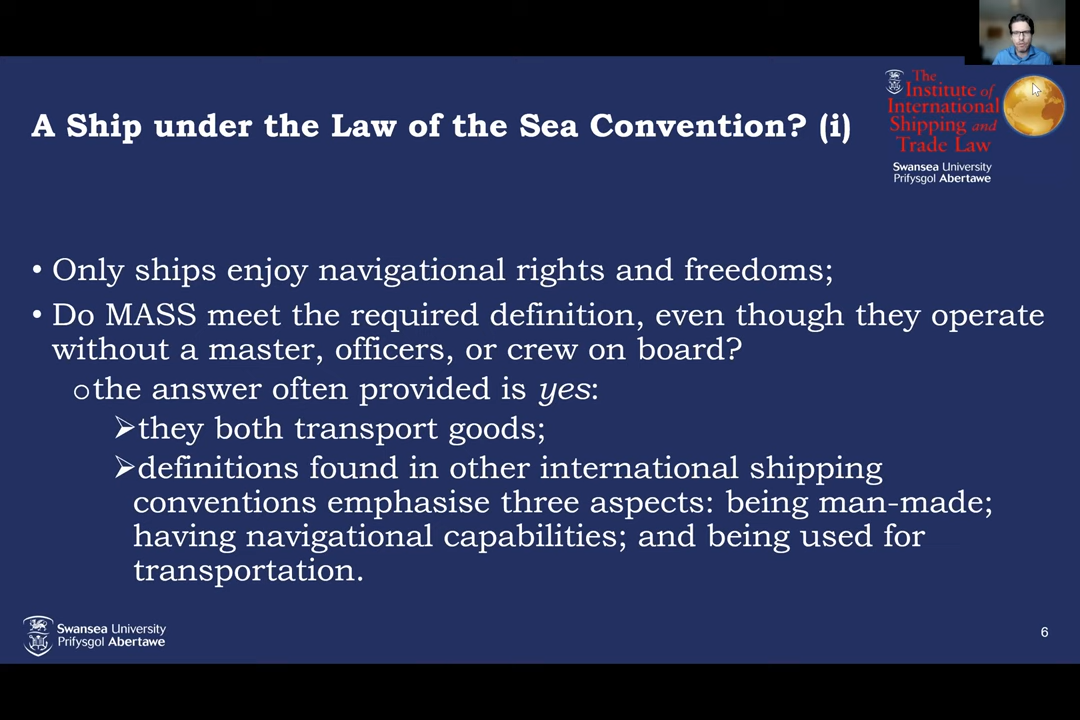 A Ship under the Law of the Sea Convention? (i)
The
Institute of
International
Shipping and
Trade Law
Swansea University
Prifysgol Abertawe
• Only ships enjoy navigational rights and freedoms;
• Do MASS meet the required definition, even though they operate
without a master, officers, or crew on board?
o the answer often provided is yes:
➢ they both transport goods;
➢ definitions found in other international shipping
conventions emphasise three aspects: being man-made;
having navigational capabilities; and being used for
transportation.
Swansea University
Prifysgol Abertawe
6